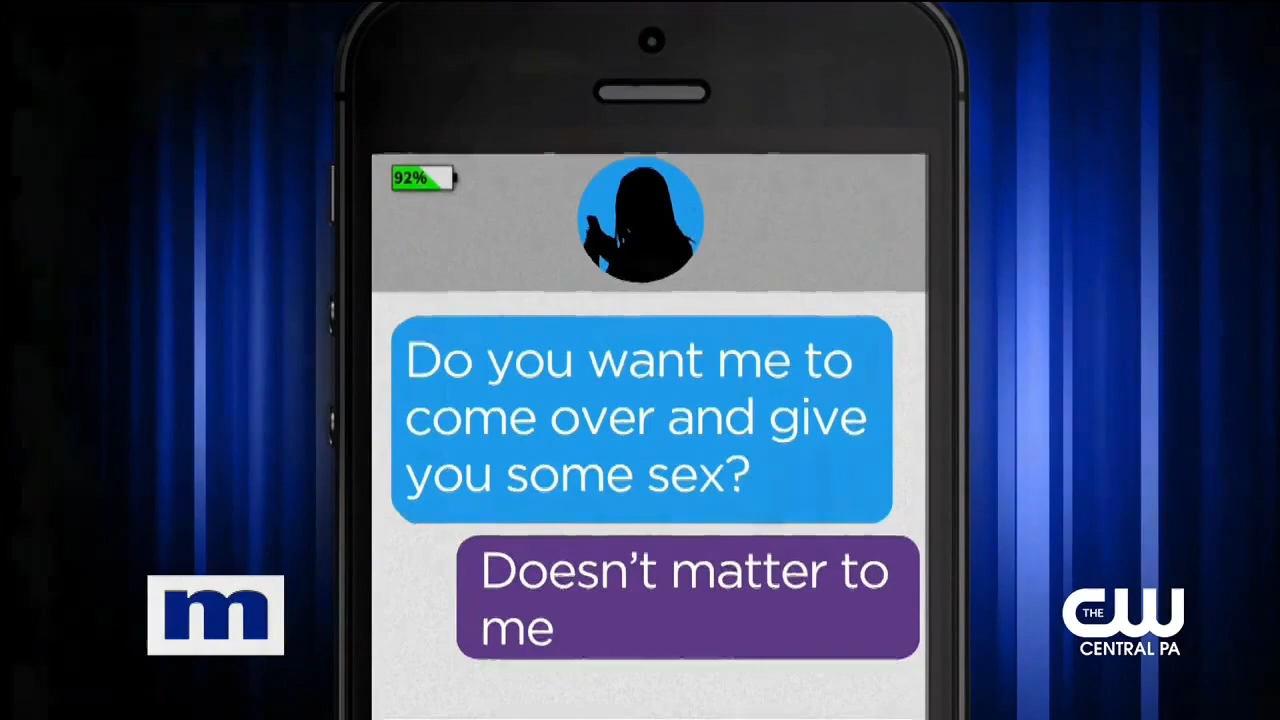 92%
Do you want me to
come over and give
you some sex?
Doesn't matter to
me
m
THE
CW
CENTRAL PA